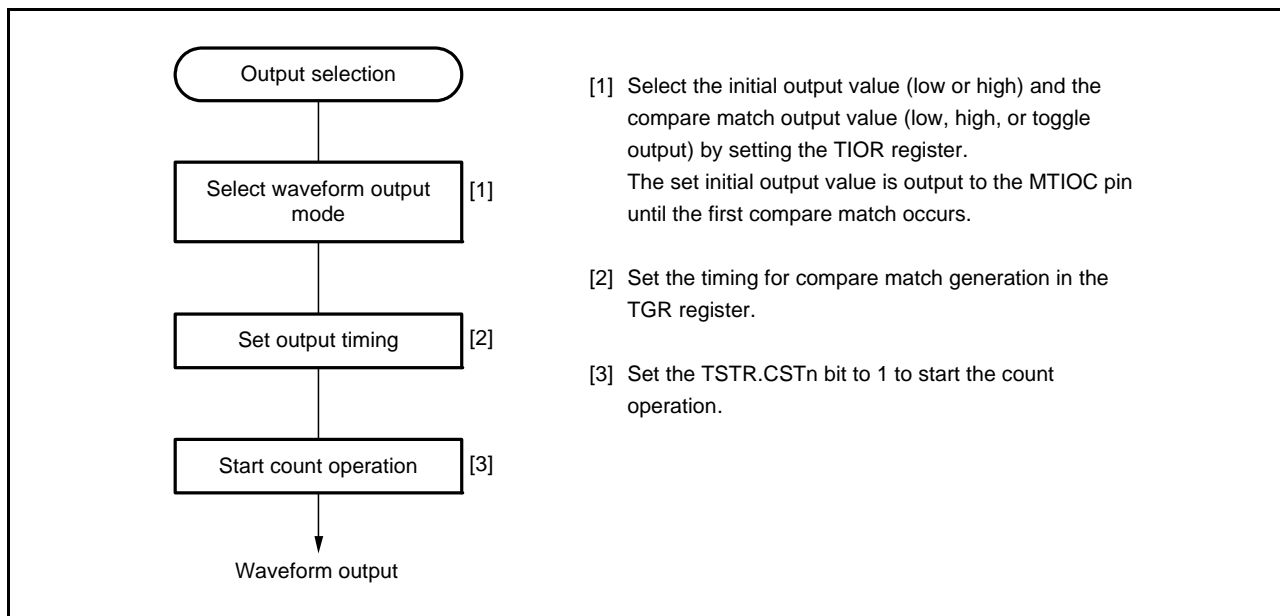 Output selection
Select waveform output
mode
[1]
Set output timing
[2]
Start count operation
[3]
Waveform output
[1] Select the initial output value (low or high) and the
compare match output value (low, high, or toggle
output) by setting the TIOR register.
The set initial output value is output to the MTIOC pin
until the first compare match occurs.
[2] Set the timing for compare match generation in the
TGR register.
[3] Set the TSTR.CSTn bit to 1 to start the count
operation.